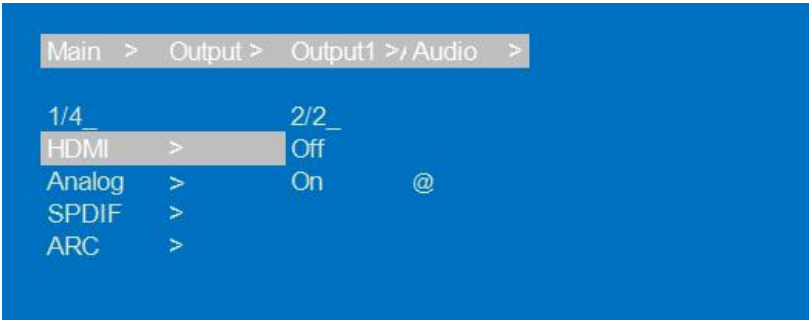 Main > Output > Output1 >/ Audio >
1/4_ 2/2_
HDMI > Off
Analog > On @
SPDIF >
ARC >